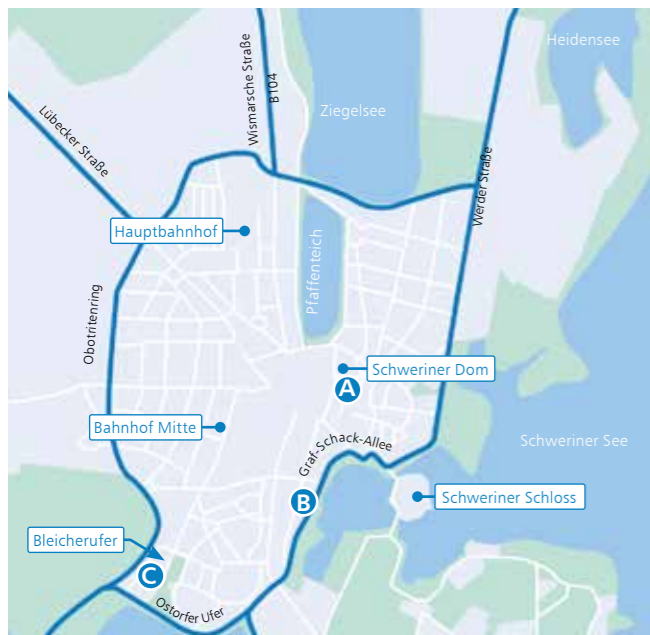 Heidensee
Wismarsche Straße
B104
Ziegelsee
Lübecker Straße
Werder Straße
Hauptbahnhof
Pfaffenteich
Obotritenring
Schweriner Dom
A
Bahnhof Mitte
Graf-Schack-Allee
Schweriner See
B
Schweriner Schloss
Bleicherufer
C
Ostorfer Ufer